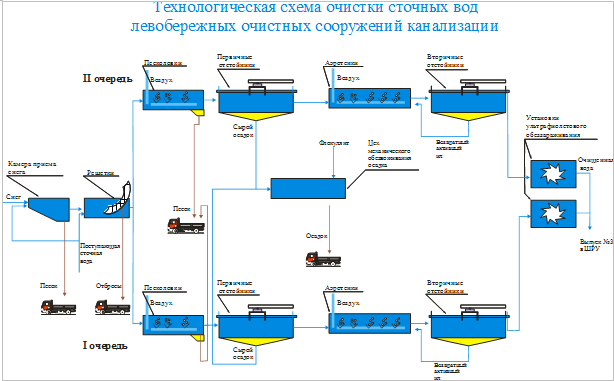 Технологическая схема очистки сточных вод
левобережных очистных сооружений канализации
II очередь
Песколовки
Воздух
Первичные
отстойники
Аэротенки
Воздух
Вторичные
отстойники
Сырой
осадок
Возвратный
активный
ил
Установки
ультрафиолетового
обеззараживания
Очищенная
вода
Выпуск №3
в ШРУ
Флокулянт
Цех
механического
обезвоживания
осадка
Осадок
Камера приема
снега
Снег
Решетки
Поступающая
сточная
вода
Песок
Песок
Отбросы
I очередь
Песколовки
Воздух
Первичные
отстойники
Аэротенки
Воздух
Вторичные
отстойники
Сырой
осадок
Возвратный
активный
ил